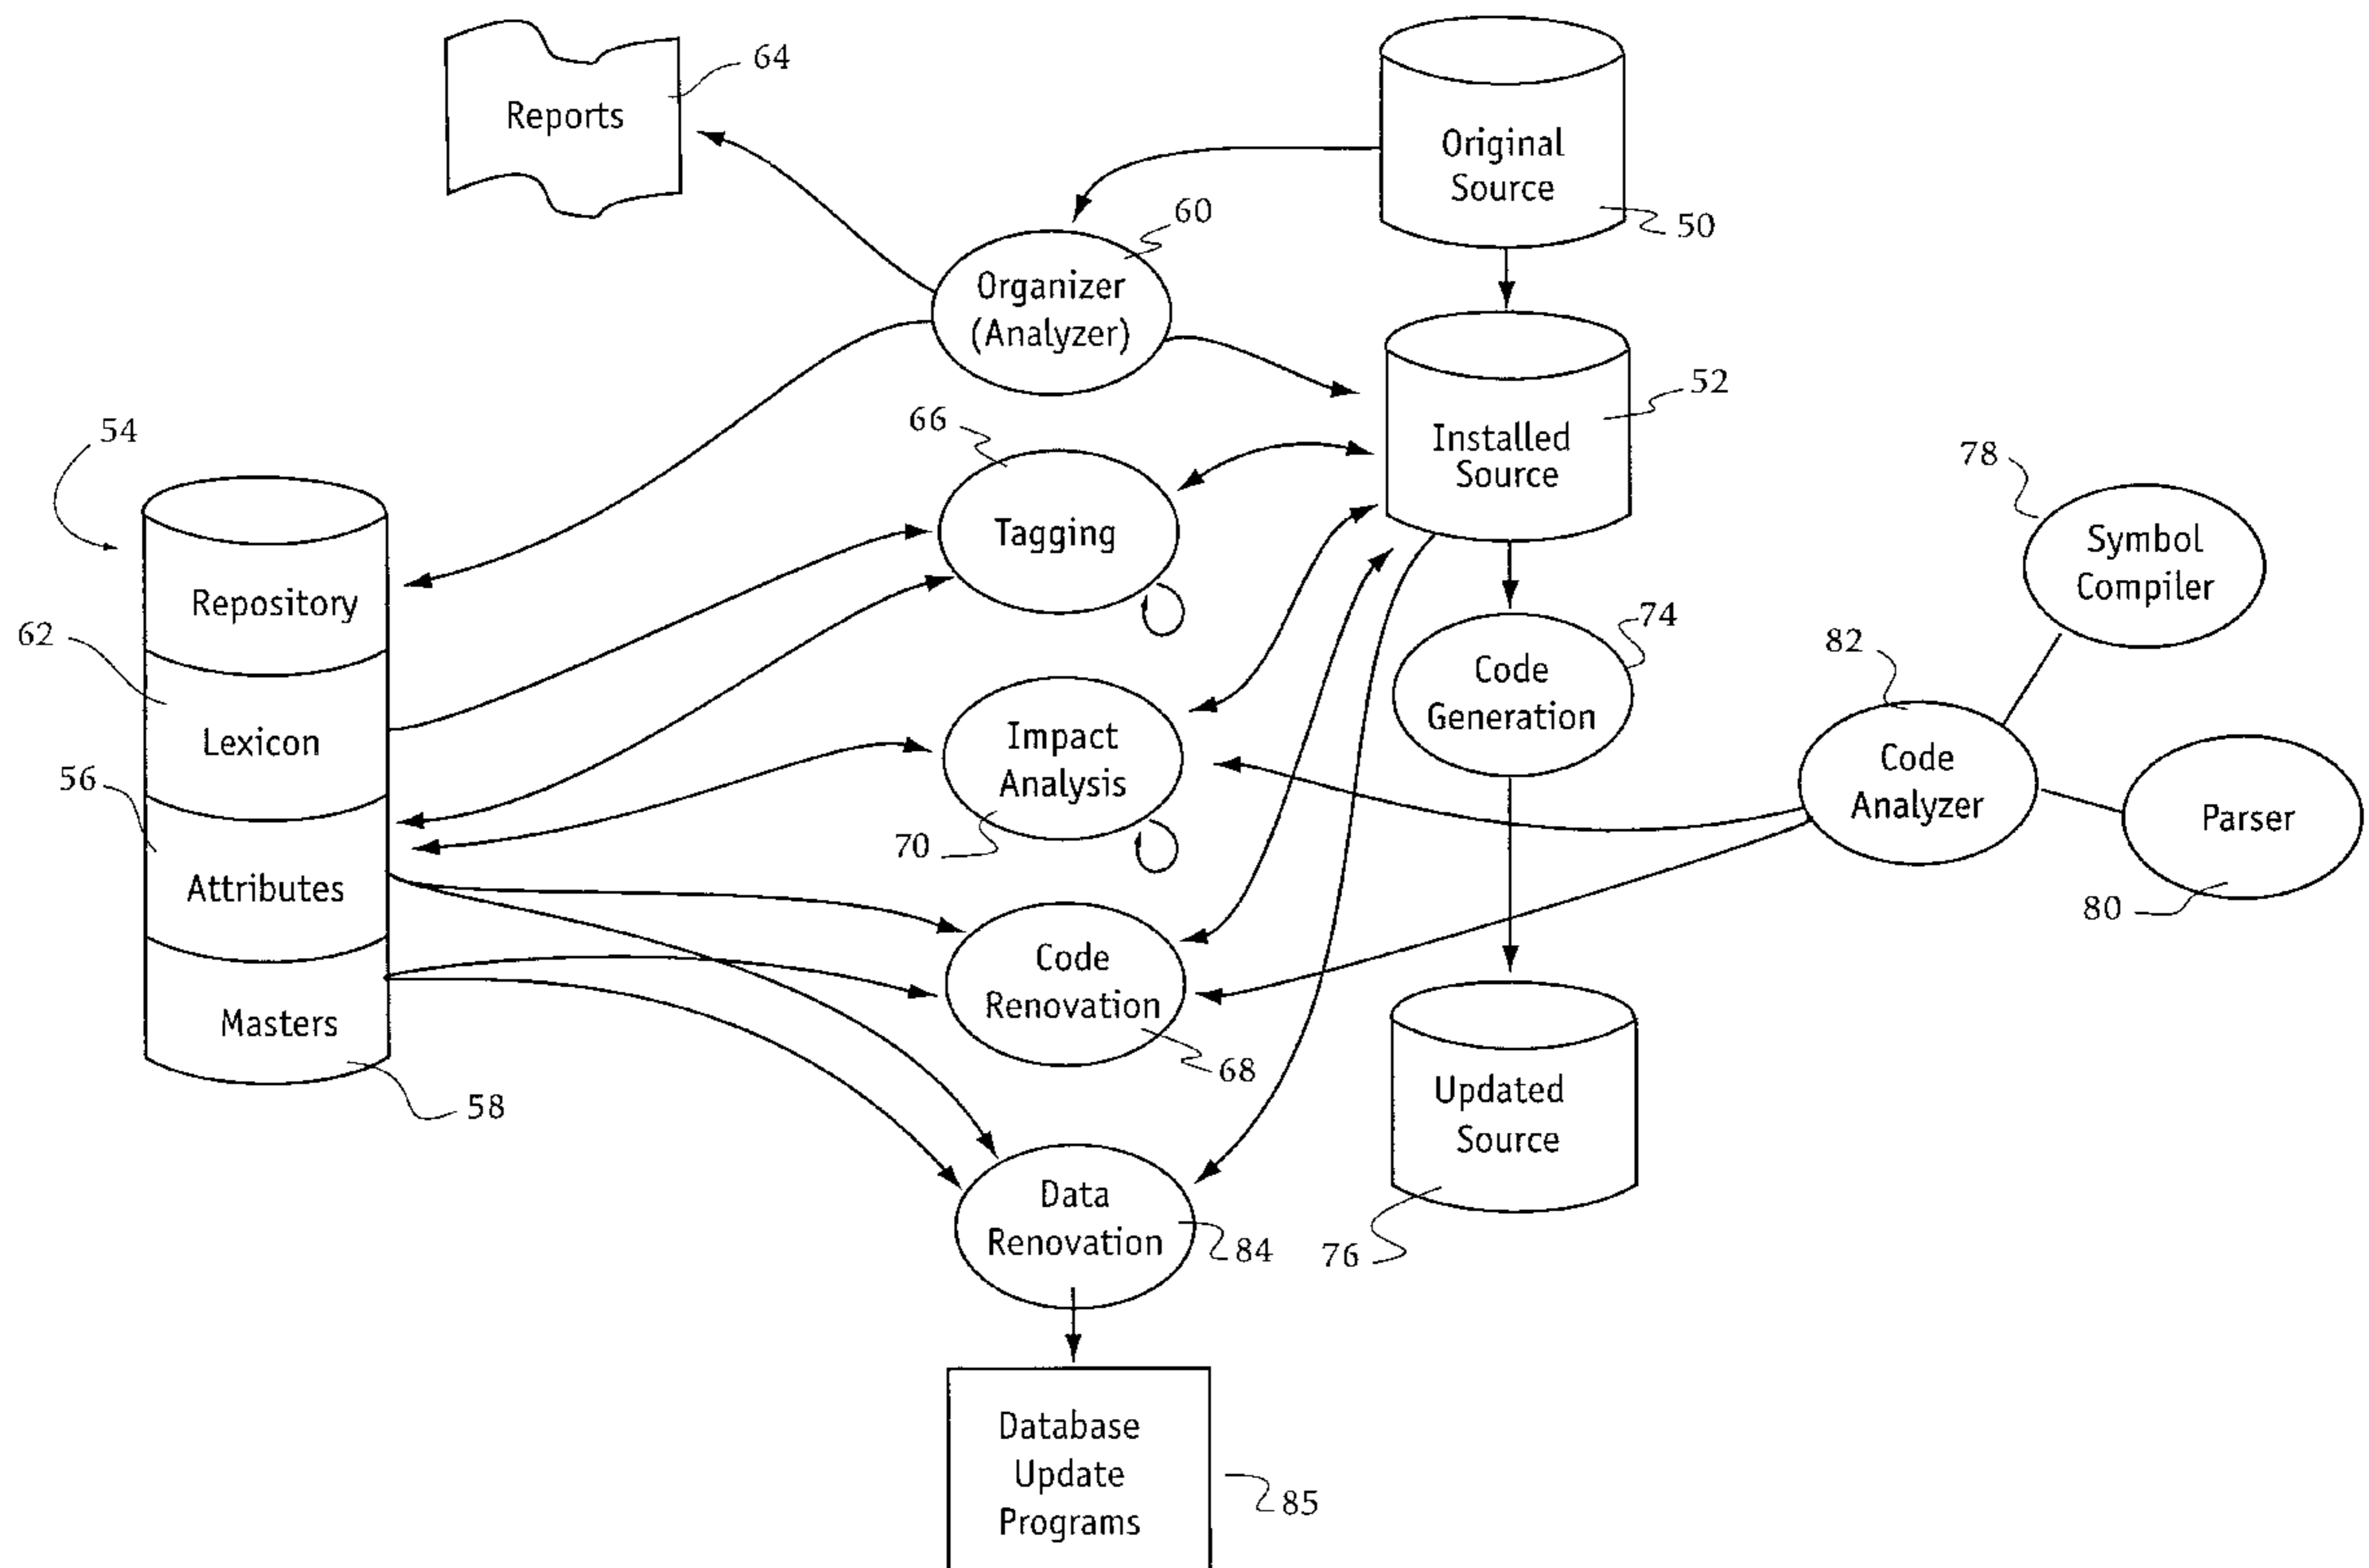 64
Reports
Original
Source
50
60
Organizer
(Analyzer)
52
Installed
Source
54
66
Tagging
78
Symbol
Compiler
Repository
62
Lexicon
74
Code
Generation
82
Code
Analyzer
Impact
Analysis
70
56
Attributes
Parser
80
Masters
58
Code
Renovation
68
Updated
Source
76
Data
Renovation
84
Database
Update
Programs
85